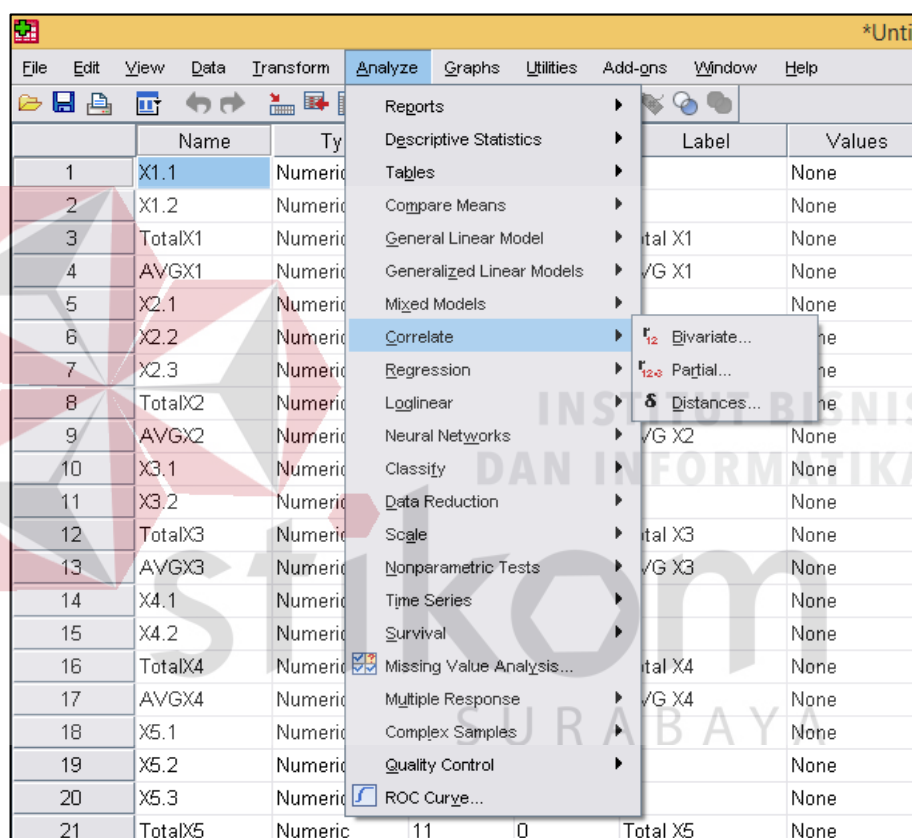 *Unti
File Edit View Data Transform Analyze Graphs Utilities Add-ons Window Help
Name Ty Label Values
Reports
Descriptive Statistics
Tables
Compare Means
General Linear Model
Generalized Linear Models
Mixed Models
Correlate
Regression
Loglinear
Neural Networks
Classify
Data Reduction
Scale
Nonparametric Tests
Time Series
Survival
Missing Value Analysis...
Multiple Response
Complex Samples
Quality Control
ROC Curve...
r12 Bivariate...
r12•3 Partial...
δ Distances...
1 X1.1 Numeric None
2 X1.2 Numeric None
3 TotalX1 Numeric tal X1 None
4 AVGX1 Numeric VG X1 None
5 X2.1 Numeric None
6 X2.2 Numeric ne
7 X2.3 Numeric ne
8 TotalX2 Numeric ne
9 AVGX2 Numeric VG X2 None
10 X3.1 Numeric None
11 X3.2 Numeric None
12 TotalX3 Numeric tal X3 None
13 AVGX3 Numeric VG X3 None
14 X4.1 Numeric None
15 X4.2 Numeric None
16 TotalX4 Numeric tal X4 None
17 AVGX4 Numeric VG X4 None
18 X5.1 Numeric None
19 X5.2 Numeric None
20 X5.3 Numeric None
21 TotalX5 Numeric 11 0 Total X5 None
INSTITUT BISNIS
DAN INFORMATIKA
stikom
SURABAYA